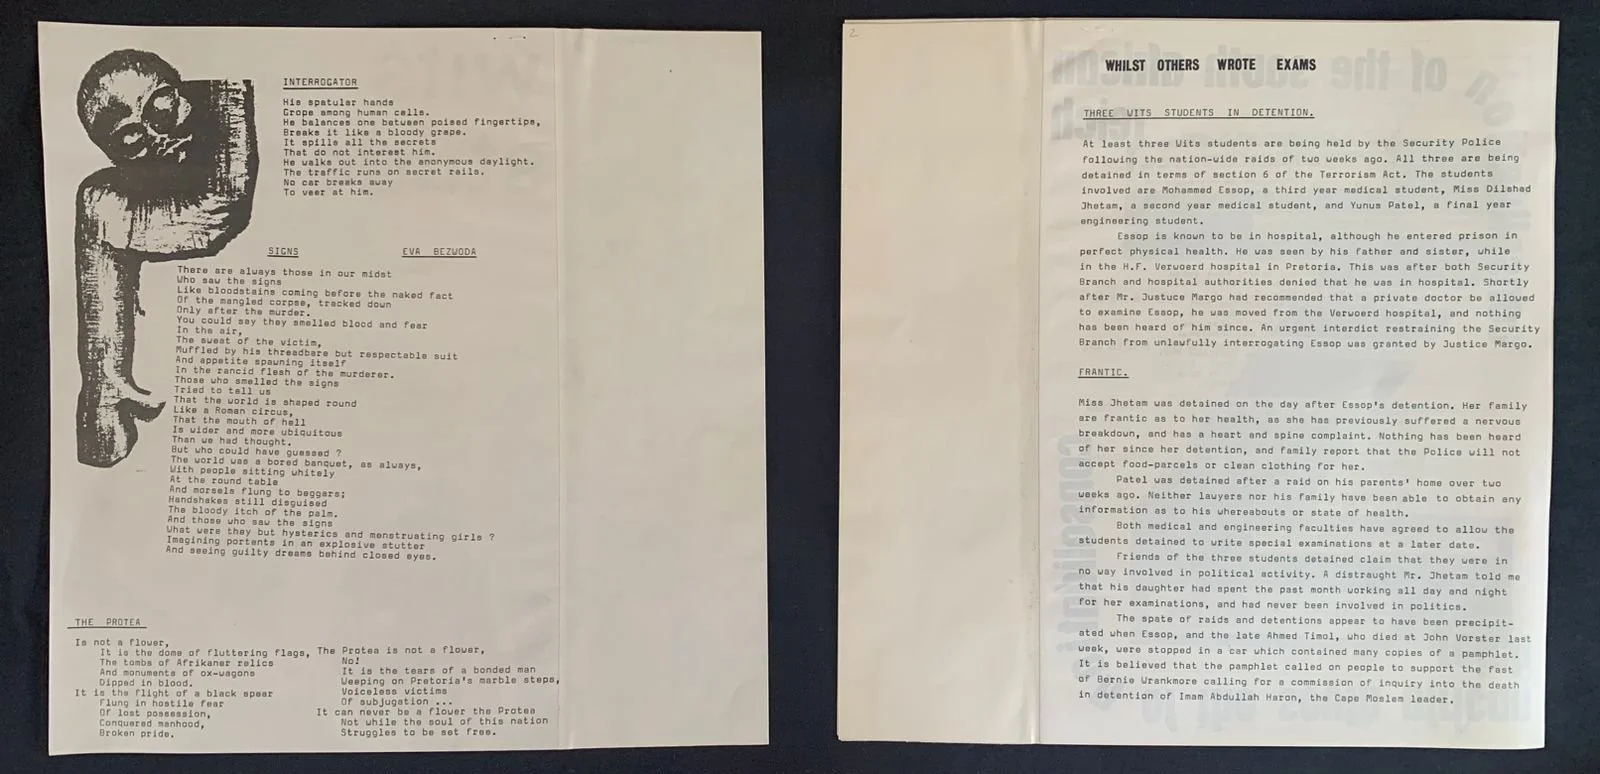 INTERROGATOR
His spatular hands
Grope among human cells.
He balances one between poised fingertips,
Breaks it like a bloody grape.
It spills all the secrets
That do not interest him.
He walks out into the anonymous daylight.
The traffic runs on secret rails.
No car breaks away
To veer at him.
SIGNS EVA BEZWODA
There are always those in our midst
Who saw the signs
Like bloodstains coming before the naked fact
Of the mangled corpse, tracked down
Only after the murder.
You could say they smelled blood and fear
In the air,
The sweat of the victim,
Muffled by his threadbare but respectable suit
And appetite spawning itself
In the rancid flesh of the murderer.
Those who smelled the signs
Tried to tell us
That the world is shaped round
Like a Roman circus,
That the mouth of hell
Is wider and more ubiquitous
Than we had thought.
But who could have guessed ?
The world was a bored banquet, as always,
With people sitting whitely
At the round table
And morsels flung to beggars;
Handshakes still disguised
The bloody itch of the palm.
And those who saw the signs
What were they but hysterics and menstruating girls ?
Imagining portents in an explosive stutter
And seeing guilty dreams behind closed eyes.
THE PROTEA
Is not a flower,
It is the dome of fluttering flags,
The tombs of Afrikaner relics
And monuments of ox-wagons
Dipped in blood.
It is the flight of a black spear
Flung in hostile fear
Of lost possession,
Conquered manhood,
Broken pride.
The Protea is not a flower,
No!
It is the tears of a bonded man
Weeping on Pretoria's marble steps,
Voiceless victims
Of subjugation ...
It can never be a flower the Protea
Not while the soul of this nation
Struggles to be set free.
2
WHILST OTHERS WROTE EXAMS
THREE WITS STUDENTS IN DETENTION.
At least three Wits students are being held by the Security Police
following the nation-wide raids of two weeks ago. All three are being
detained in terms of section 6 of the Terrorism Act. The students
involved are Mohammed Essop, a third year medical student, Miss Dilshad
Jhetam, a second year medical student, and Yunus Patel, a final year
engineering student.
Essop is known to be in hospital, although he entered prison in
perfect physical health. He was seen by his father and sister, while
in the H.F. Verwoerd hospital in Pretoria. This was after both Security
Branch and hospital authorities denied that he was in hospital. Shortly
after Mr. Justuce Margo had recommended that a private doctor be allowed
to examine Essop, he was moved from the Verwoerd hospital, and nothing
has been heard of him since. An urgent interdict restraining the Security
Branch from unlawfully interrogating Essop was granted by Justice Margo.
FRANTIC.
Miss Jhetam was detained on the day after Essop's detention. Her family
are frantic as to her health, as she has previously suffered a nervous
breakdown, and has a heart and spine complaint. Nothing has been heard
of her since her detention, and family report that the Police will not
accept food-parcels or clean clothing for her.
Patel was detained after a raid on his parents' home over two
weeks ago. Neither lawyers nor his family have been able to obtain any
information as to his whereabouts or state of health.
Both medical and engineering faculties have agreed to allow the
students detained to write special examinations at a later date.
Friends of the three students detained claim that they were in
no way involved in political activity. A distraught Mr. Jhetam told me
that his daughter had spent the past month working all day and night
for her examinations, and had never been involved in politics.
The spate of raids and detentions appear to have been precipit-
ated when Essop, and the late Ahmed Timol, who died at John Vorster last
week, were stopped in a car which contained many copies of a pamphlet.
It is believed that the pamphlet called on people to support the fast
of Bernie Wrankmore calling for a commission of inquiry into the death
in detention of Imam Abdullah Haron, the Cape Moslem leader.